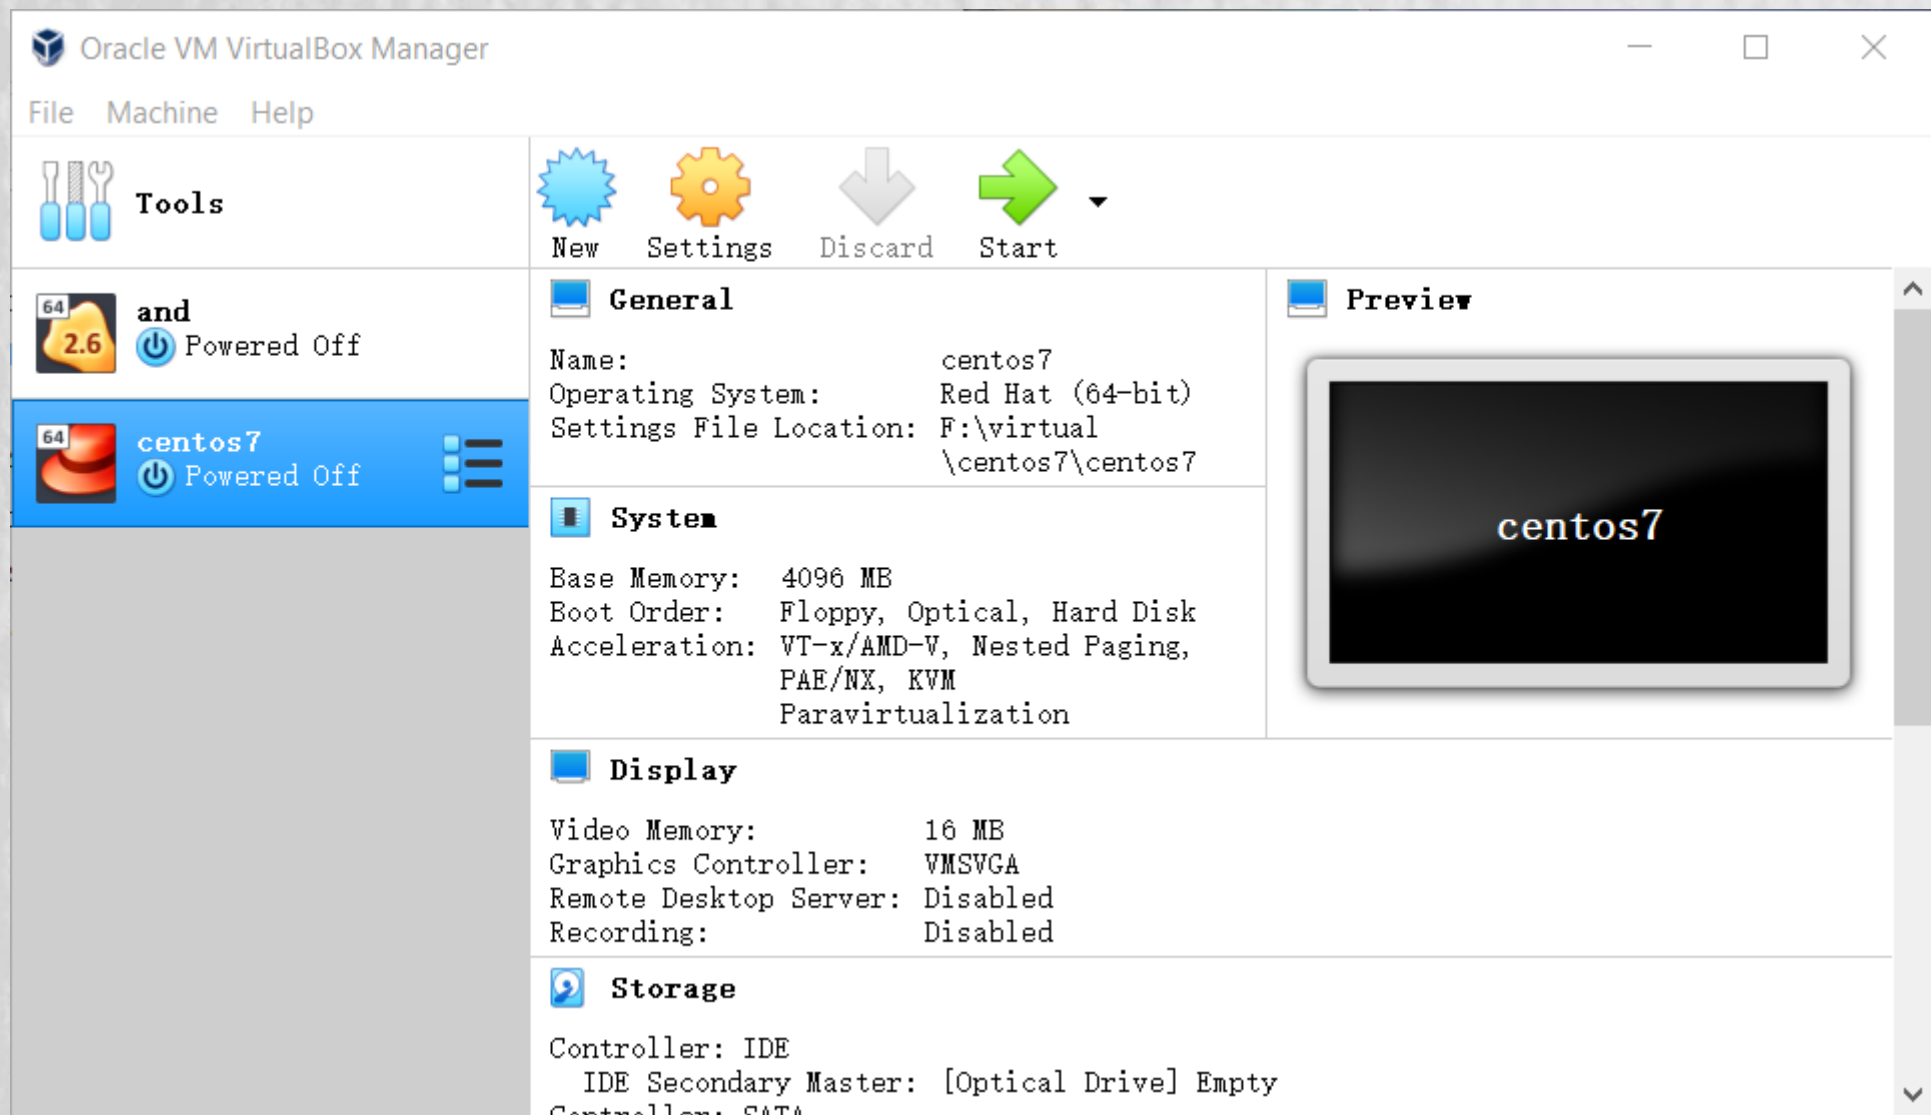 Oracle VM VirtualBox Manager
File Machine Help
Tools
New Settings Discard Start
64
2.6
and
Powered Off
64
centos7
Powered Off
General
Name: centos7
Operating System: Red Hat (64-bit)
Settings File Location: F:\virtual
\centos7\centos7
Preview
centos7
System
Base Memory: 4096 MB
Boot Order: Floppy, Optical, Hard Disk
Acceleration: VT-x/AMD-V, Nested Paging,
PAE/NX, KVM
Paravirtualization
Display
Video Memory: 16 MB
Graphics Controller: VMSVGA
Remote Desktop Server: Disabled
Recording: Disabled
Storage
Controller: IDE
IDE Secondary Master: [Optical Drive] Empty
Controller: SATA